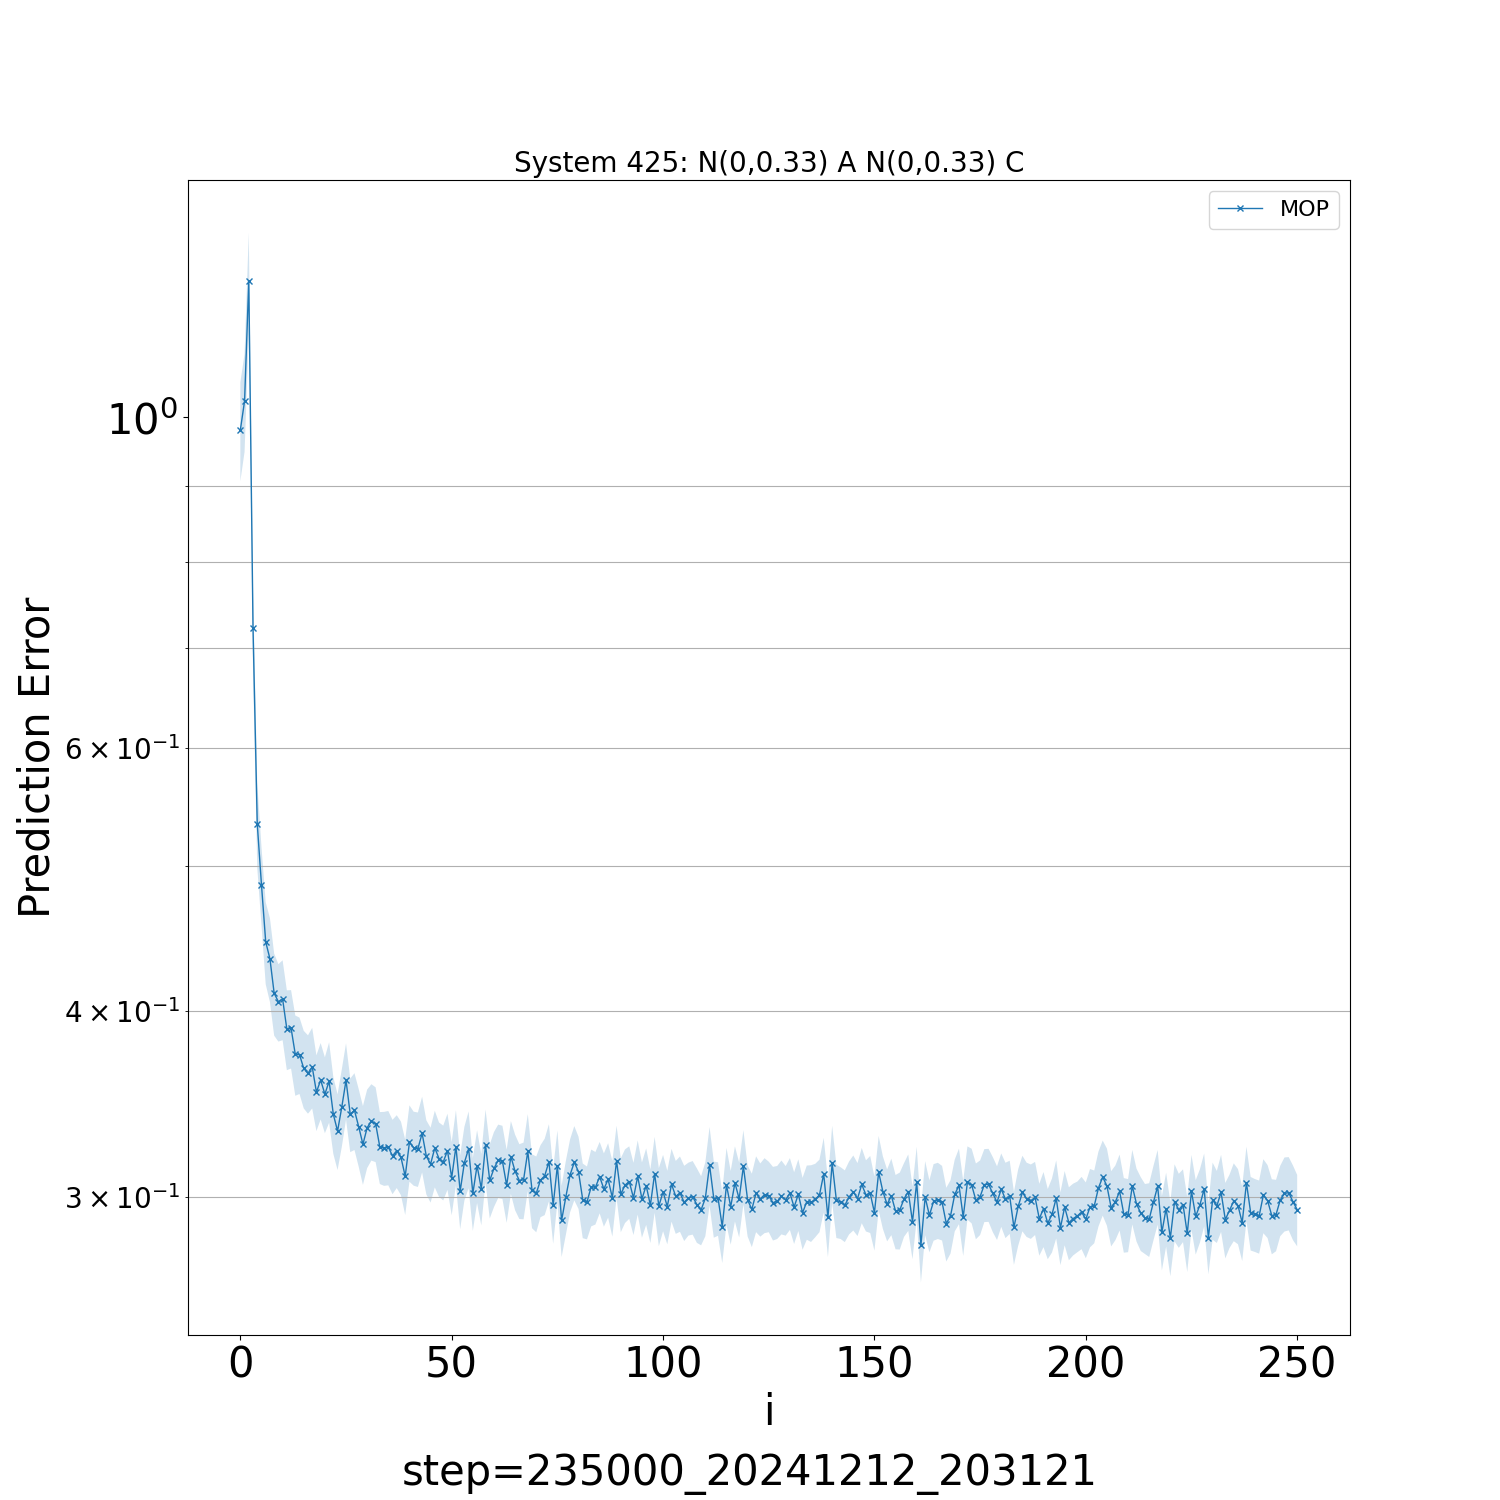 System 425: N(0,0.33) A N(0,0.33) C
MOP
10⁰
6 × 10⁻¹
4 × 10⁻¹
3 × 10⁻¹
Prediction Error
0 50 100 150 200 250
i
step=235000_20241212_203121